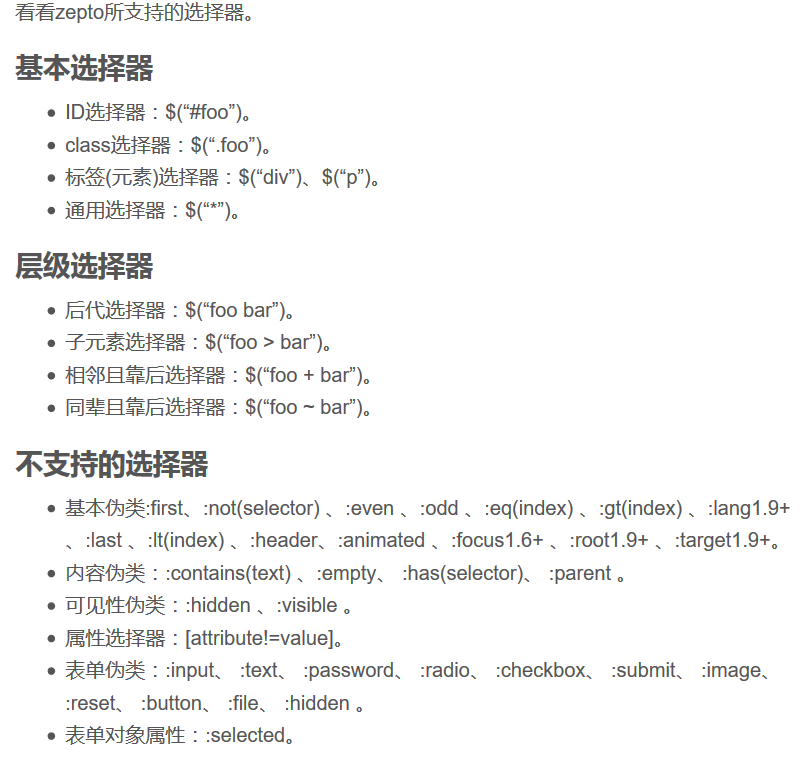 看看zepto所支持的选择器。
基本选择器
ID选择器：$(“#foo”)。
class选择器：$(“.foo”)。
标签(元素)选择器：$(“div”)、$(“p”)。
通用选择器：$(“*”)。
层级选择器
后代选择器：$(“foo bar”)。
子元素选择器：$(“foo > bar”)。
相邻且靠后选择器：$(“foo + bar”)。
同辈且靠后选择器：$(“foo ~ bar”)。
不支持的选择器
基本伪类:first、:not(selector) 、:even 、:odd 、:eq(index) 、:gt(index) 、:lang1.9+
、:last 、:lt(index) 、:header、:animated 、:focus1.6+ 、:root1.9+ 、:target1.9+。
内容伪类：:contains(text) 、:empty、 :has(selector)、 :parent 。
可见性伪类：:hidden 、:visible 。
属性选择器：[attribute!=value]。
表单伪类：:input、 :text、 :password、 :radio、 :checkbox、 :submit、 :image、
:reset、 :button、 :file、 :hidden 。
表单对象属性：:selected。